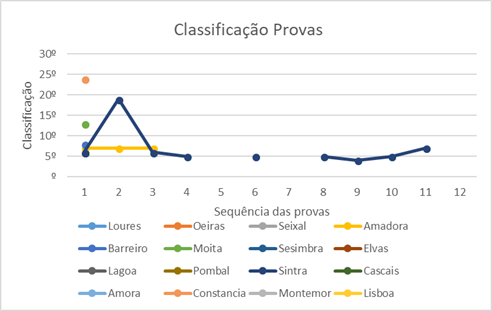 Classificação Provas
30º
25º
20º
15º
10º
5º
º
Classificação
1 2 3 4 5 6 7 8 9 10 11 12
Sequência das provas
Loures Oeiras Seixal Amadora
Barreiro Moita Sesimbra Elvas
Lagoa Pombal Sintra Cascais
Amora Constancia Montemor Lisboa